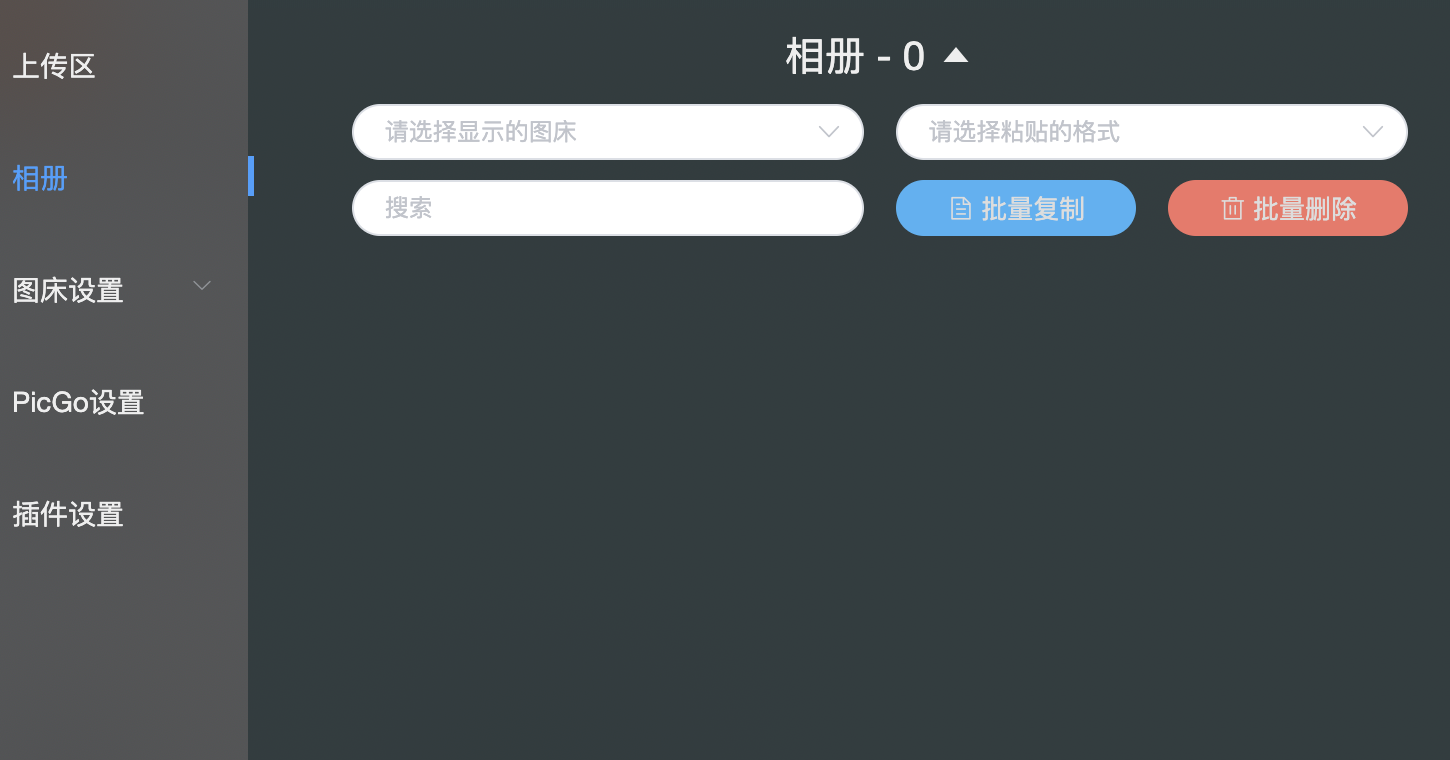 上传区
相册
图床设置
PicGo设置
插件设置
相册 - 0
请选择显示的图床
请选择粘贴的格式
搜索
批量复制
批量删除